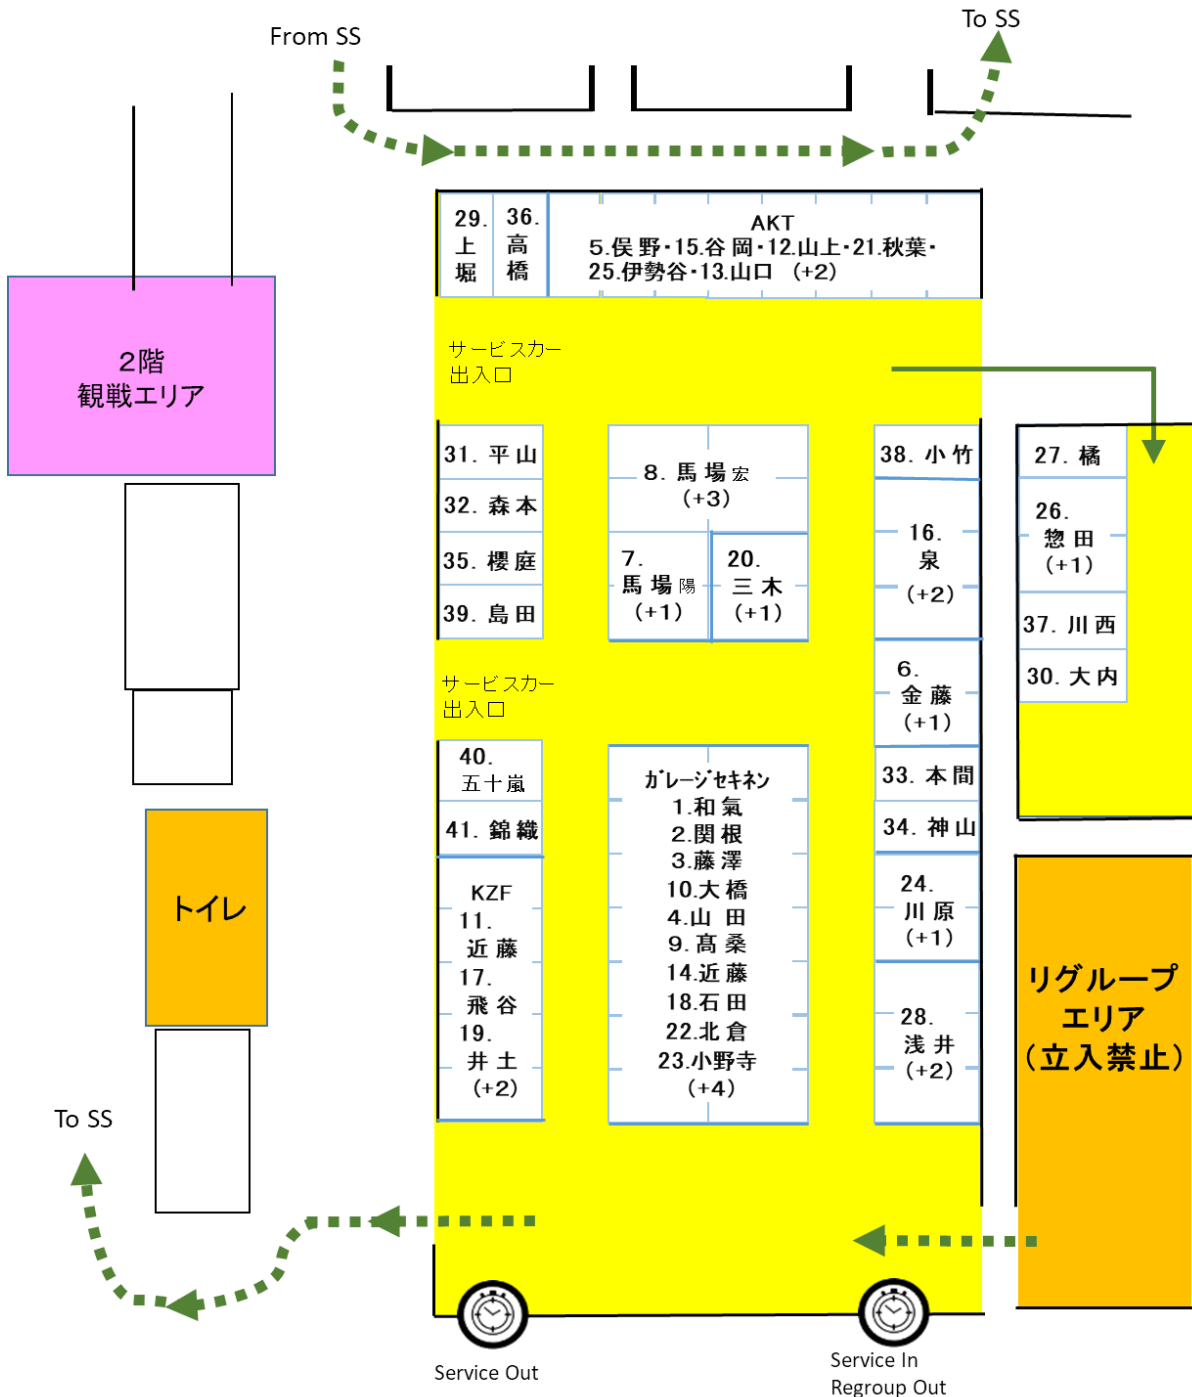 From SS
To SS
29.
上
堀
36.
高
橋
AKT
5.俣野・15.谷岡・12.山上・21.秋葉・
25.伊勢谷・13.山口 (+2)
サービスカー
出入口
2階
観戦エリア
31. 平山
32. 森本
35. 櫻庭
39. 島田
8. 馬場宏
(+3)
7.
馬場陽
(+1)
20.
三木
(+1)
38. 小竹
16.
泉
(+2)
6.
金藤
(+1)
33. 本間
34. 神山
24.
川原
(+1)
28.
浅井
(+2)
27. 橘
26.
惣田
(+1)
37. 川西
30. 大内
サービスカー
出入口
40.
五十嵐
41. 錦織
KZF
11.
近藤
17.
飛谷
19.
井土
(+2)
ガレージセキネン
1.和氣
2.関根
3.藤澤
10.大橋
4.山田
9.髙桑
14.近藤
18.石田
22.北倉
23.小野寺
(+4)
トイレ
リグループ
エリア
(立入禁止)
To SS
Service Out
Service In
Regroup Out